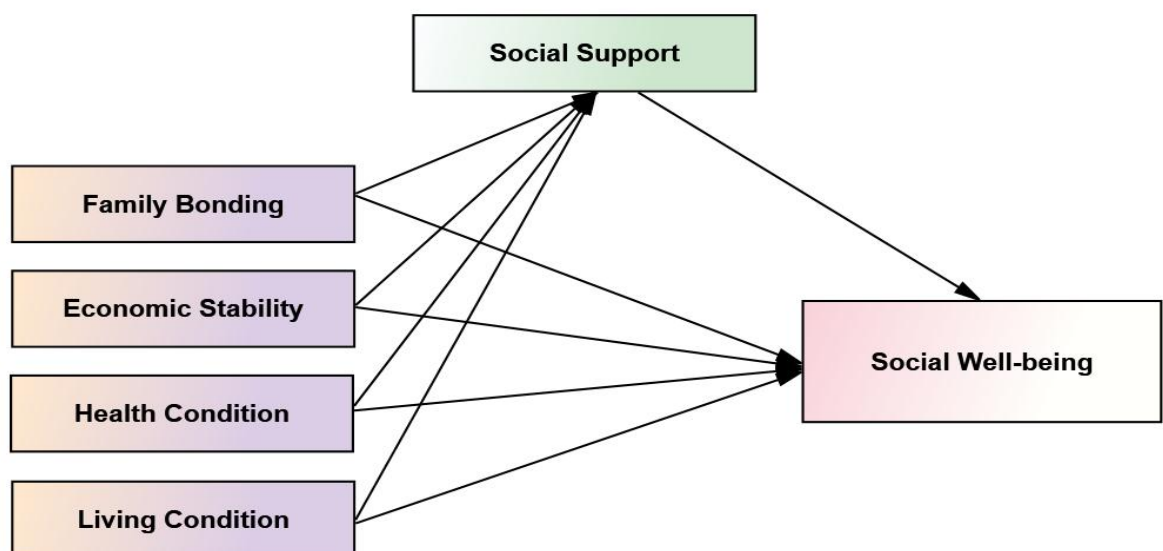 Social Support
Family Bonding
Economic Stability
Health Condition
Living Condition
Social Well-being